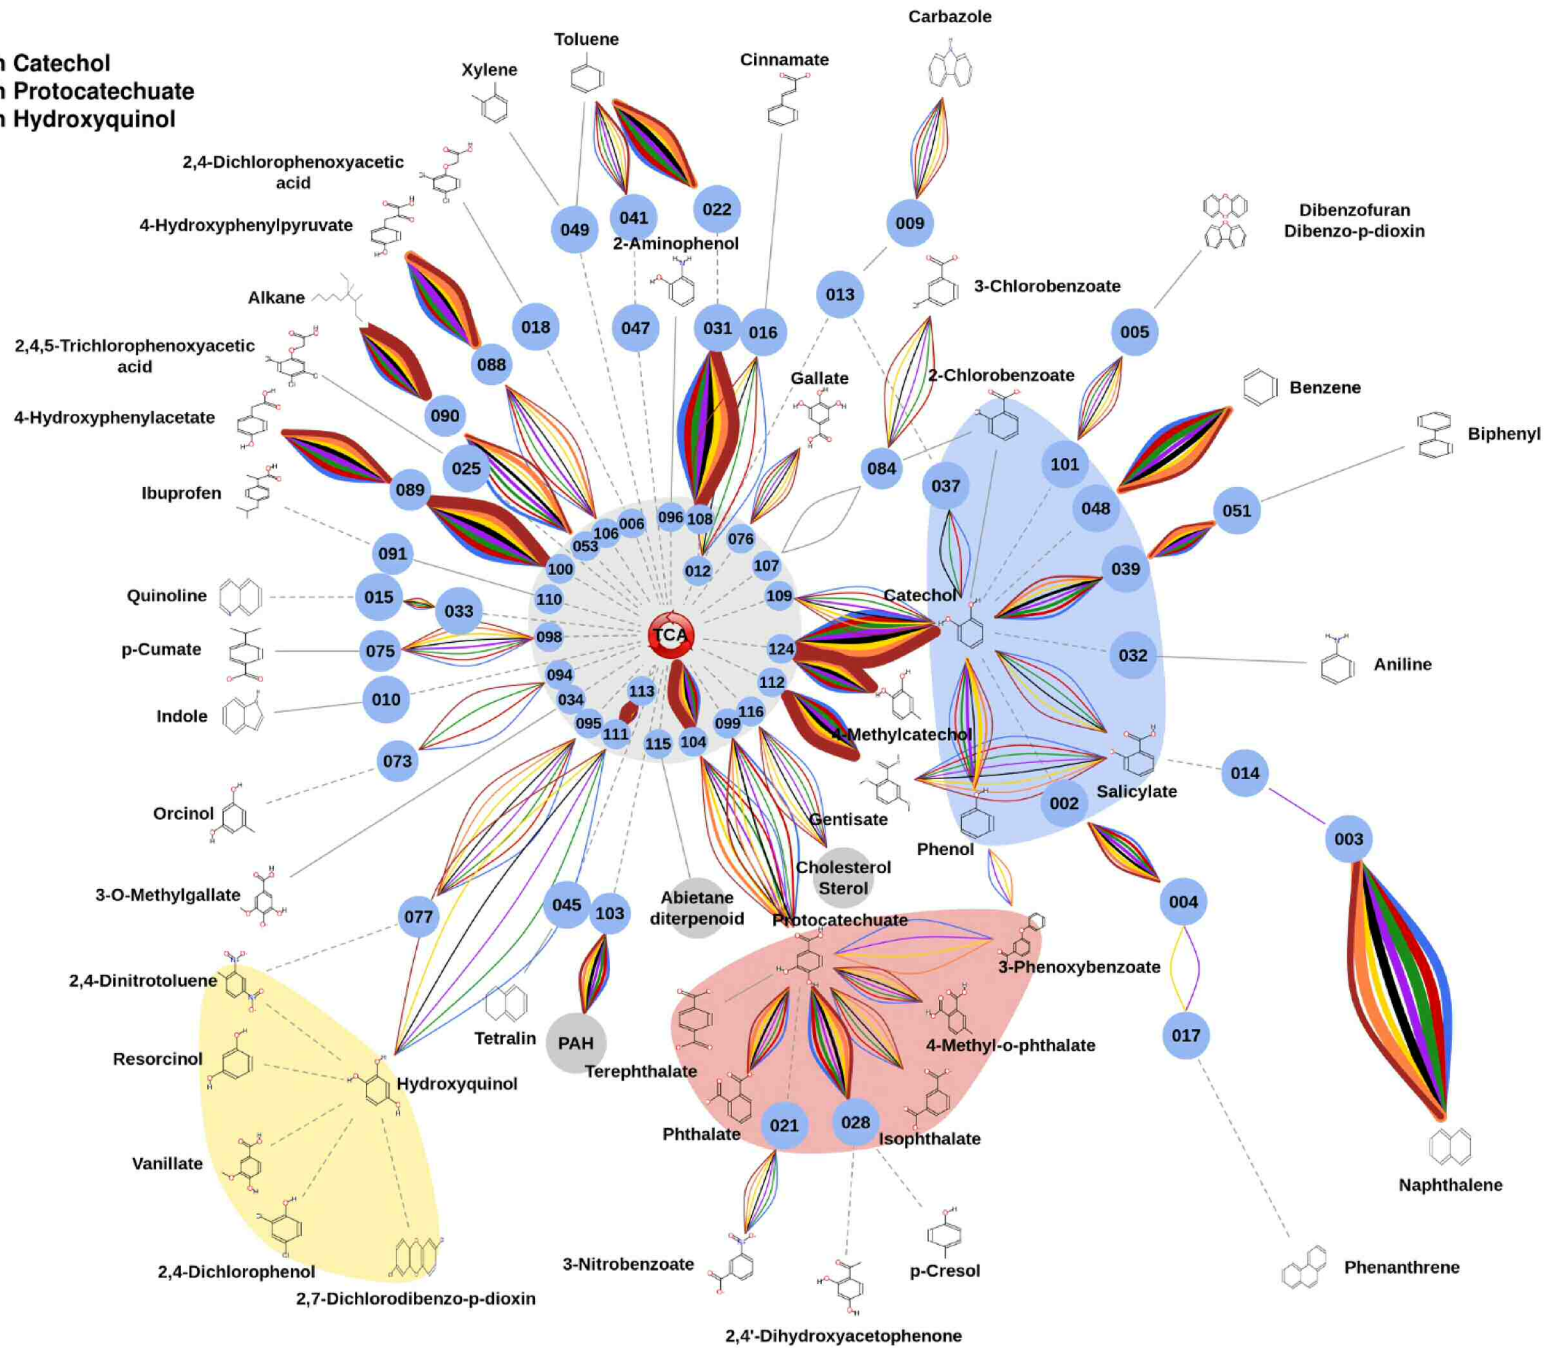 n Catechol
n Protocatechuate
n Hydroxyquinol
Carbazole
Toluene
Cinnamate
Xylene
2,4-Dichlorophenoxyacetic
acid
4-Hydroxyphenylpyruvate
Alkane
2,4,5-Trichlorophenoxyacetic
acid
4-Hydroxyphenylacetate
Ibuprofen
Quinoline
p-Cumate
Indole
Orcinol
3-O-Methylgallate
2,4-Dinitrotoluene
Resorcinol
Vanillate
2,4-Dichlorophenol
2,7-Dichlorodibenzo-p-dioxin
Hydroxyquinol
Tetralin
PAH
Abietane
diterpenoid
Cholesterol
Sterol
Protocatechuate
3-Phenoxybenzoate
4-Methyl-o-phthalate
Terephthalate
Phthalate
Isophthalate
3-Nitrobenzoate
2,4'-Dihydroxyacetophenone
p-Cresol
Phenanthrene
Naphthalene
Salicylate
Phenol
Gentisate
4-Methylcatechol
Catechol
Aniline
Biphenyl
Benzene
Dibenzofuran
Dibenzo-p-dioxin
3-Chlorobenzoate
2-Chlorobenzoate
Gallate
2-Aminophenol
TCA
049
041
022
009
013
005
018
047
031
016
088
090
025
089
084
037
101
048
051
091
039
015
033
075
010
073
032
014
002
003
004
017
077
045
103
021
028
096
108
006
106
053
100
110
098
094
034
095
111
113
115
104
099
116
112
124
109
107
076
012